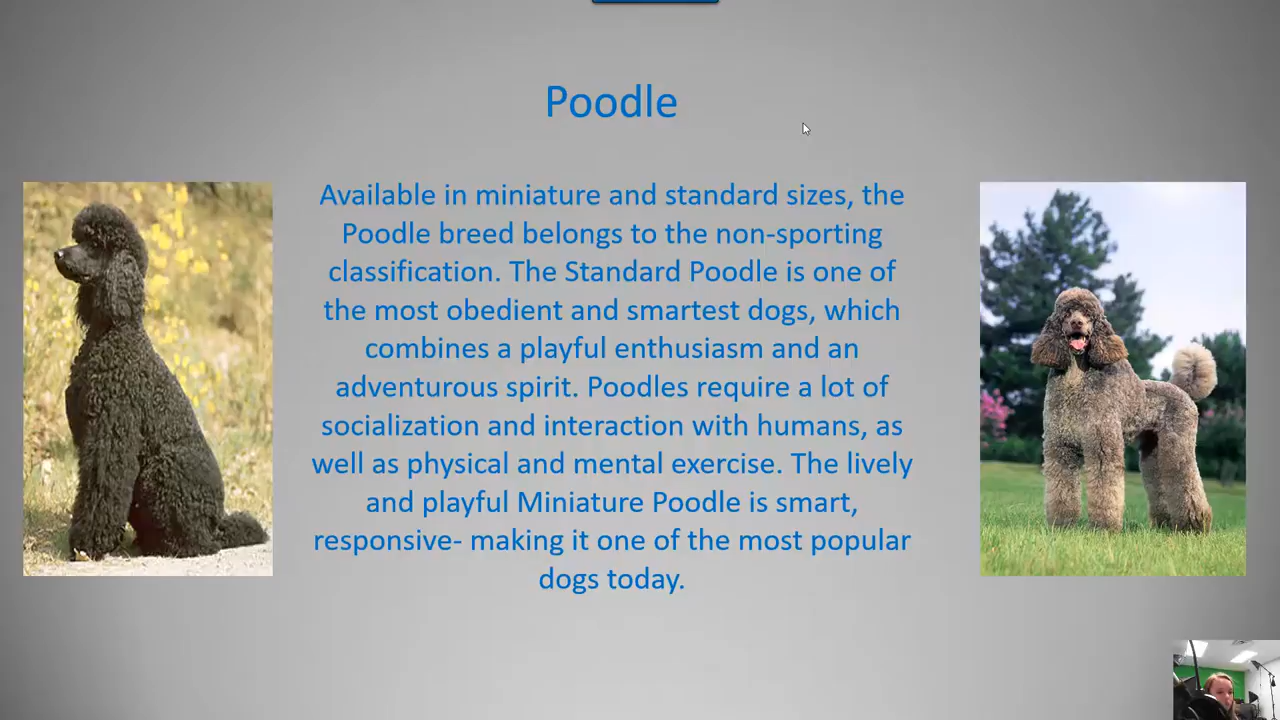 Poodle
Available in miniature and standard sizes, the
Poodle breed belongs to the non-sporting
classification. The Standard Poodle is one of
the most obedient and smartest dogs, which
combines a playful enthusiasm and an
adventurous spirit. Poodles require a lot of
socialization and interaction with humans, as
well as physical and mental exercise. The lively
and playful Miniature Poodle is smart,
responsive- making it one of the most popular
dogs today.